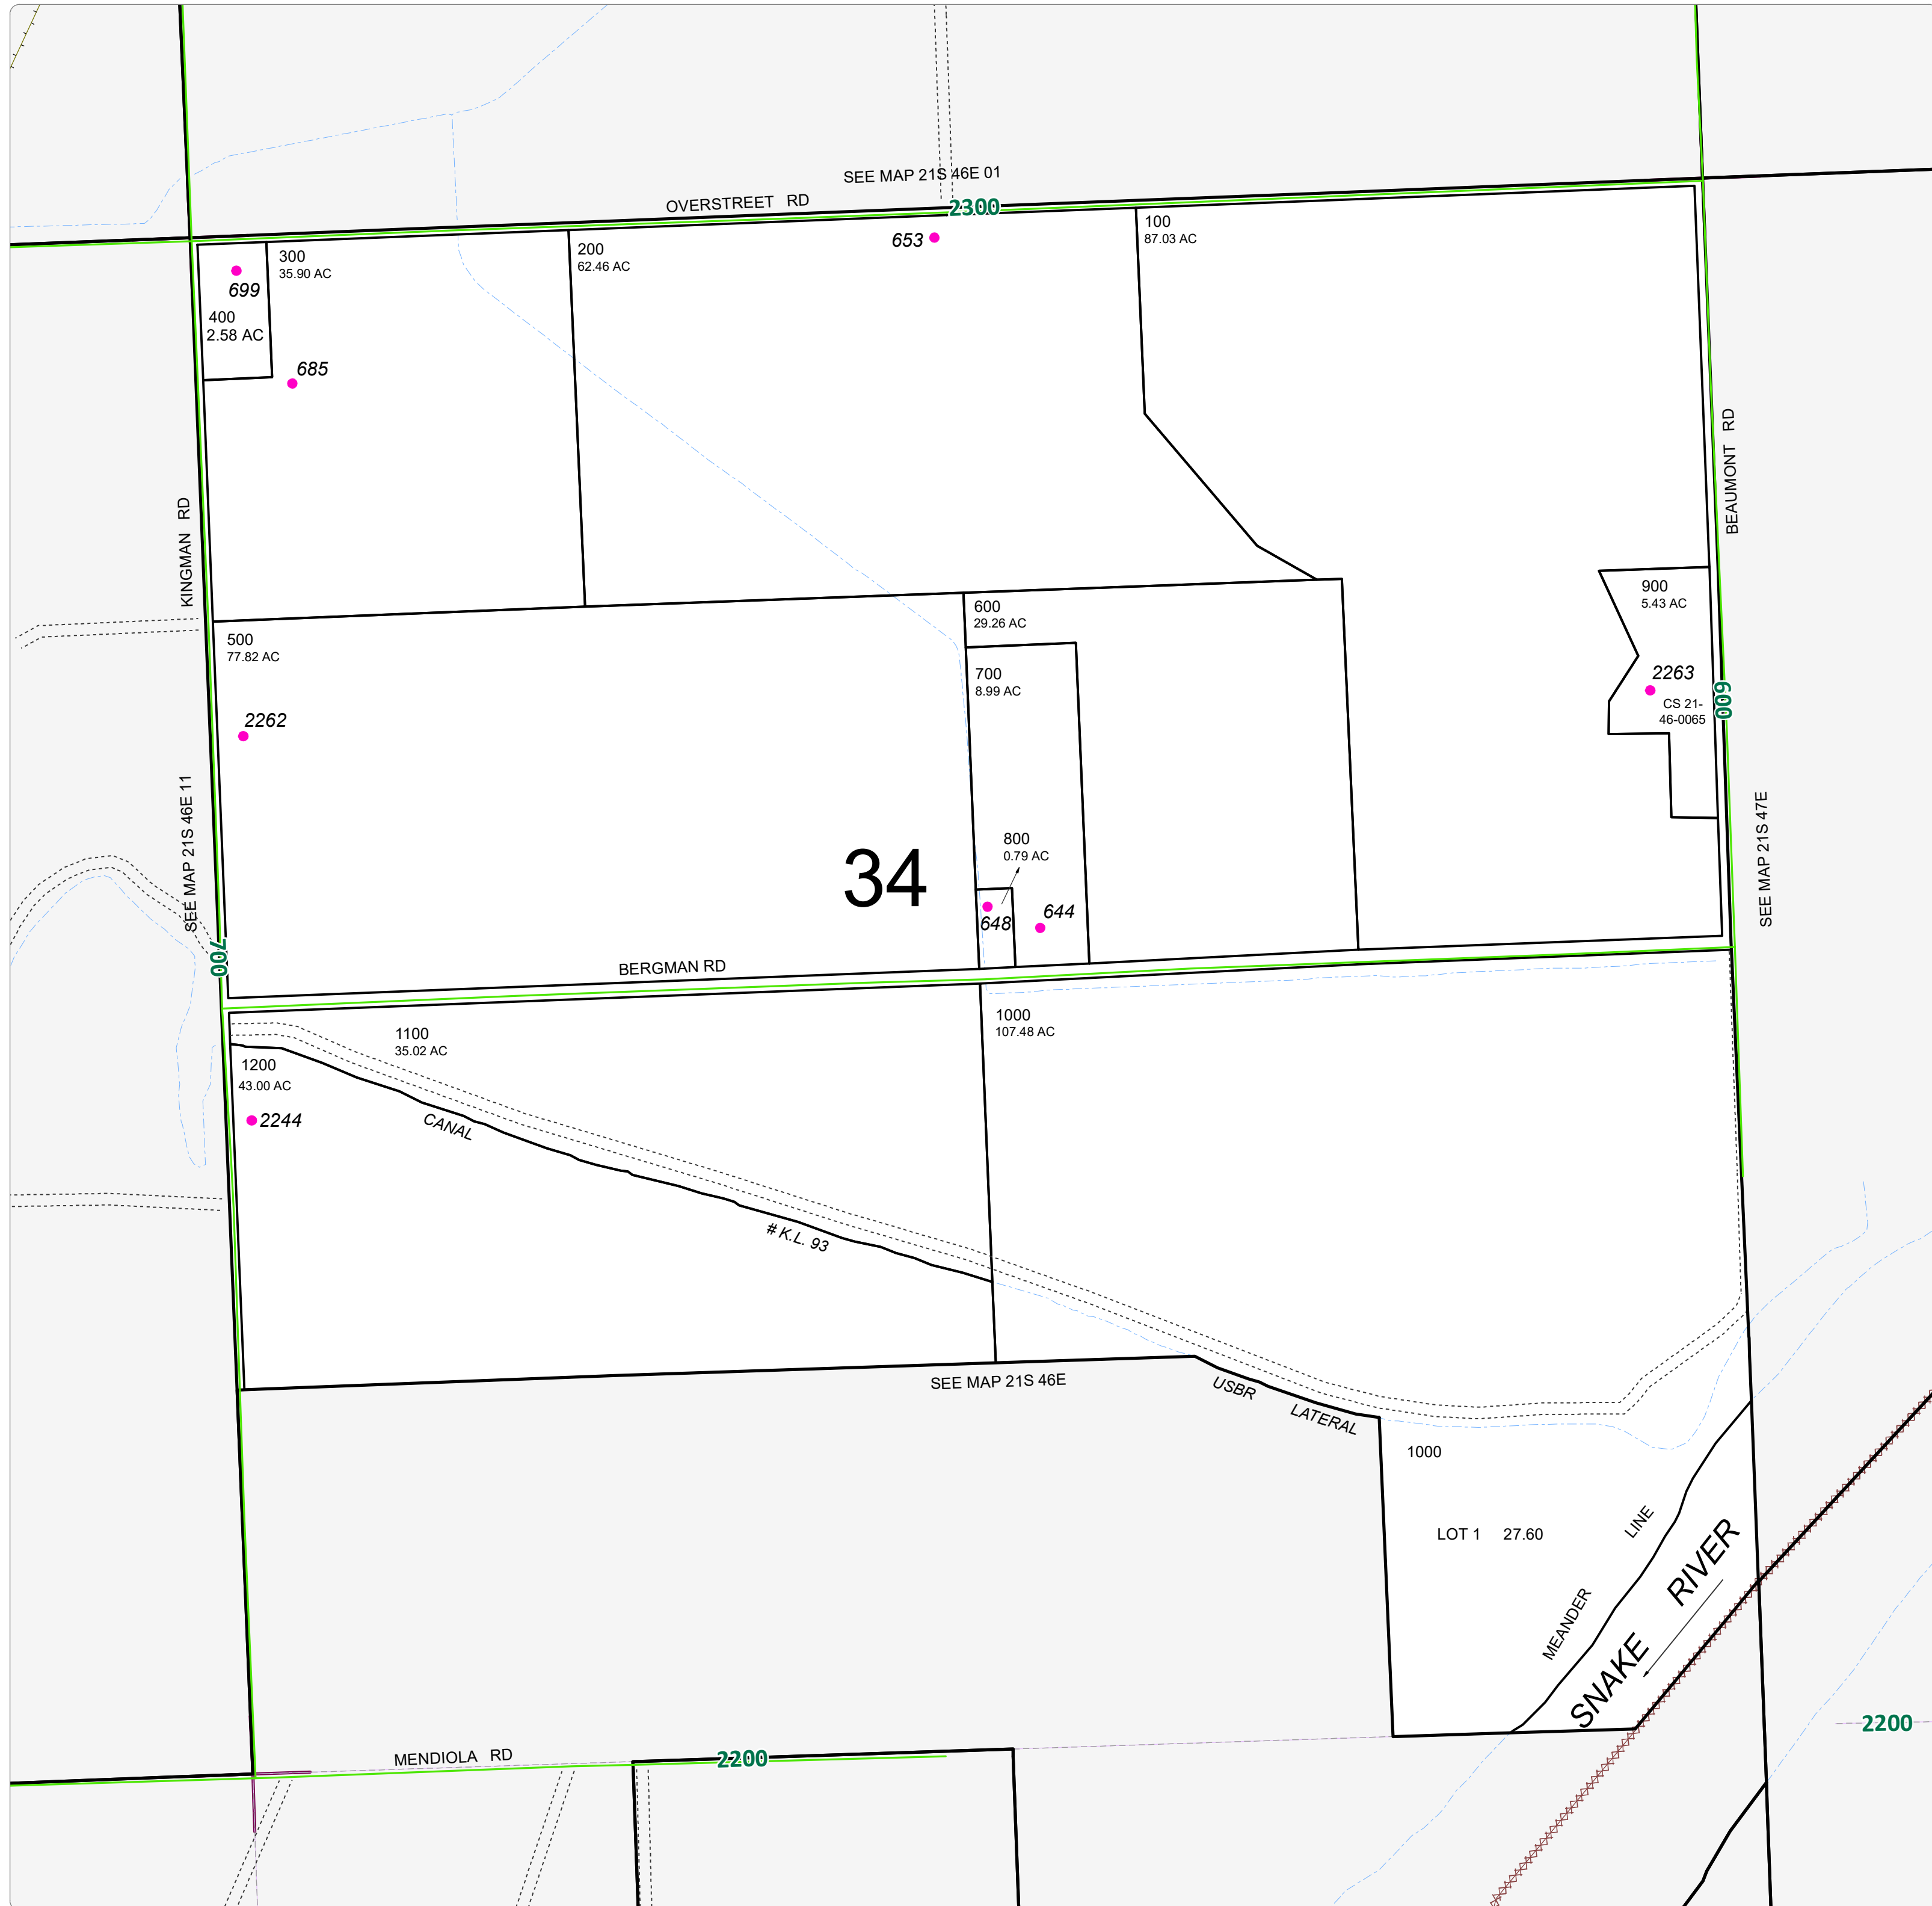 SEE MAP 21S 46E 01
OVERSTREET RD
2300
653
100
87.03 AC
300
35.90 AC
200
62.46 AC
699
400
2.58 AC
685
KINGMAN RD
BEAUMONT RD
900
5.43 AC
2263
CS 21-
46-0065
600
600
29.26 AC
500
77.82 AC
700
8.99 AC
2262
SEE MAP 21S 46E 11
SEE MAP 21S 47E
800
0.79 AC
34
648
644
700
BERGMAN RD
1000
107.48 AC
1100
35.02 AC
1200
43.00 AC
2244
CANAL
# K.L. 93
SEE MAP 21S 46E
USBR
LATERAL
1000
LOT 1 27.60
MEANDER LINE
SNAKE RIVER
MENDIOLA RD
2200
2200